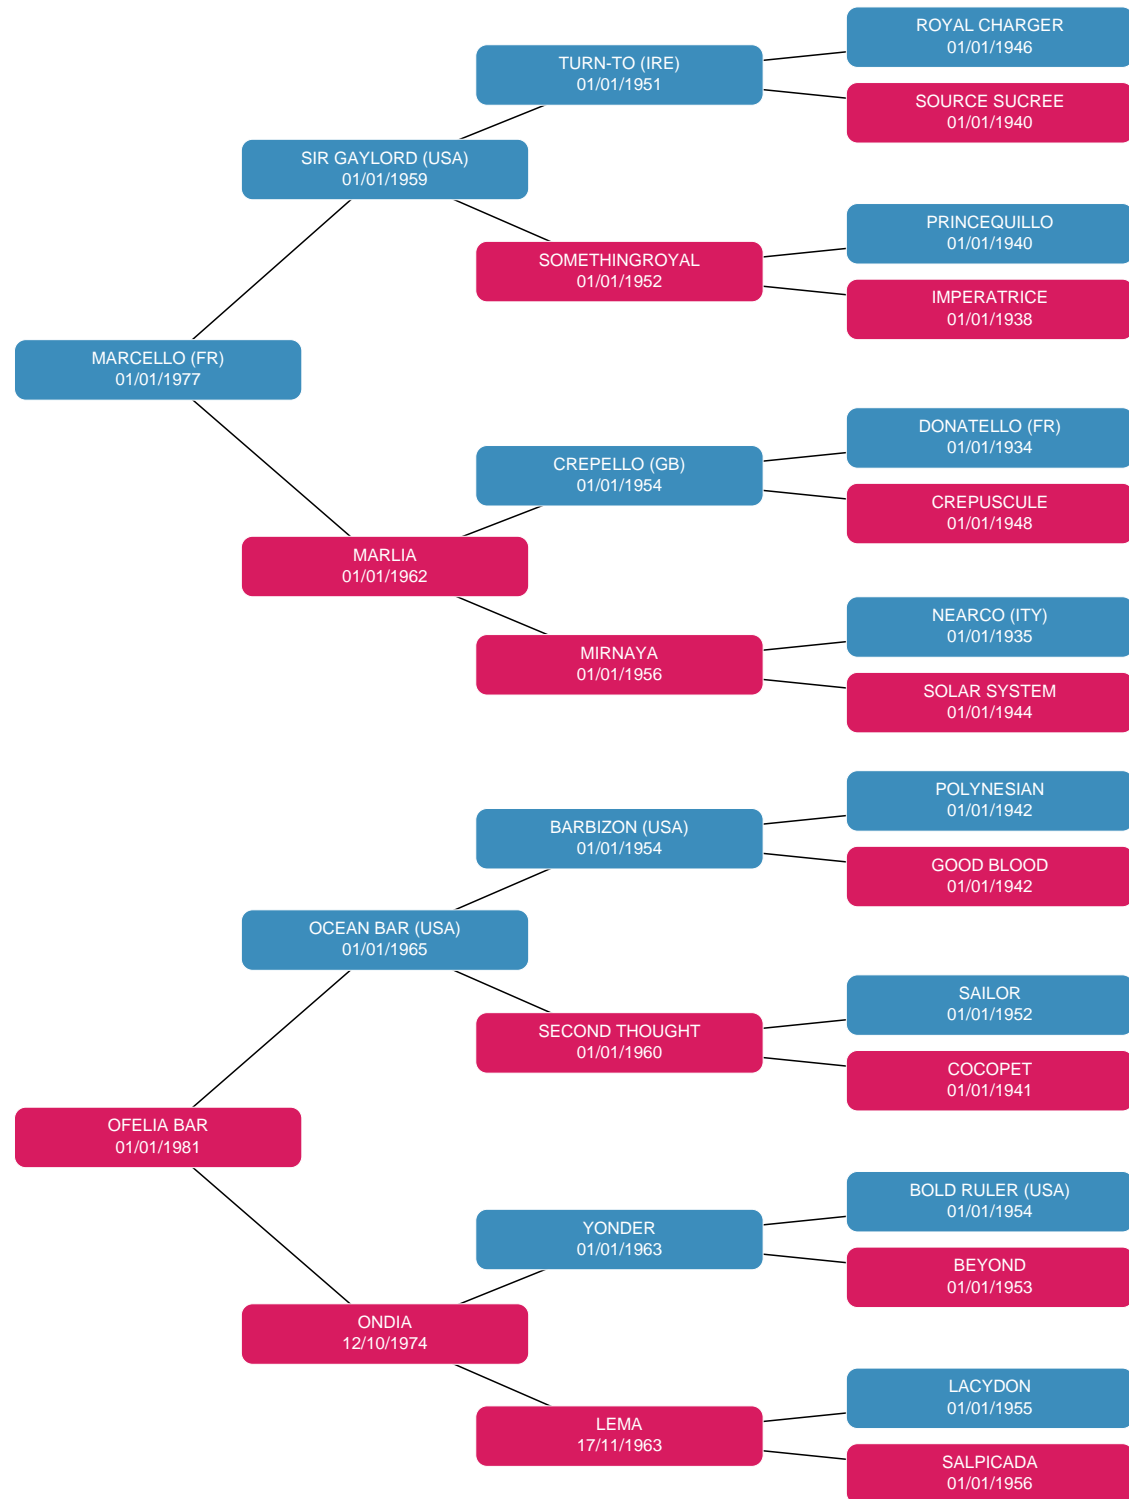 ROYAL CHARGER
01/01/1946
TURN-TO (IRE)
01/01/1951
SOURCE SUCREE
01/01/1940
SIR GAYLORD (USA)
01/01/1959
PRINCEQUILLO
01/01/1940
SOMETHINGROYAL
01/01/1952
IMPERATRICE
01/01/1938
MARCELLO (FR)
01/01/1977
DONATELLO (FR)
01/01/1934
CREPELLO (GB)
01/01/1954
CREPUSCULE
01/01/1948
MARLIA
01/01/1962
NEARCO (ITY)
01/01/1935
MIRNAYA
01/01/1956
SOLAR SYSTEM
01/01/1944
POLYNESIAN
01/01/1942
BARBIZON (USA)
01/01/1954
GOOD BLOOD
01/01/1942
OCEAN BAR (USA)
01/01/1965
SAILOR
01/01/1952
SECOND THOUGHT
01/01/1960
COCOPET
01/01/1941
OFELIA BAR
01/01/1981
BOLD RULER (USA)
01/01/1954
YONDER
01/01/1963
BEYOND
01/01/1953
ONDIA
12/10/1974
LACYDON
01/01/1955
LEMA
17/11/1963
SALPICADA
01/01/1956